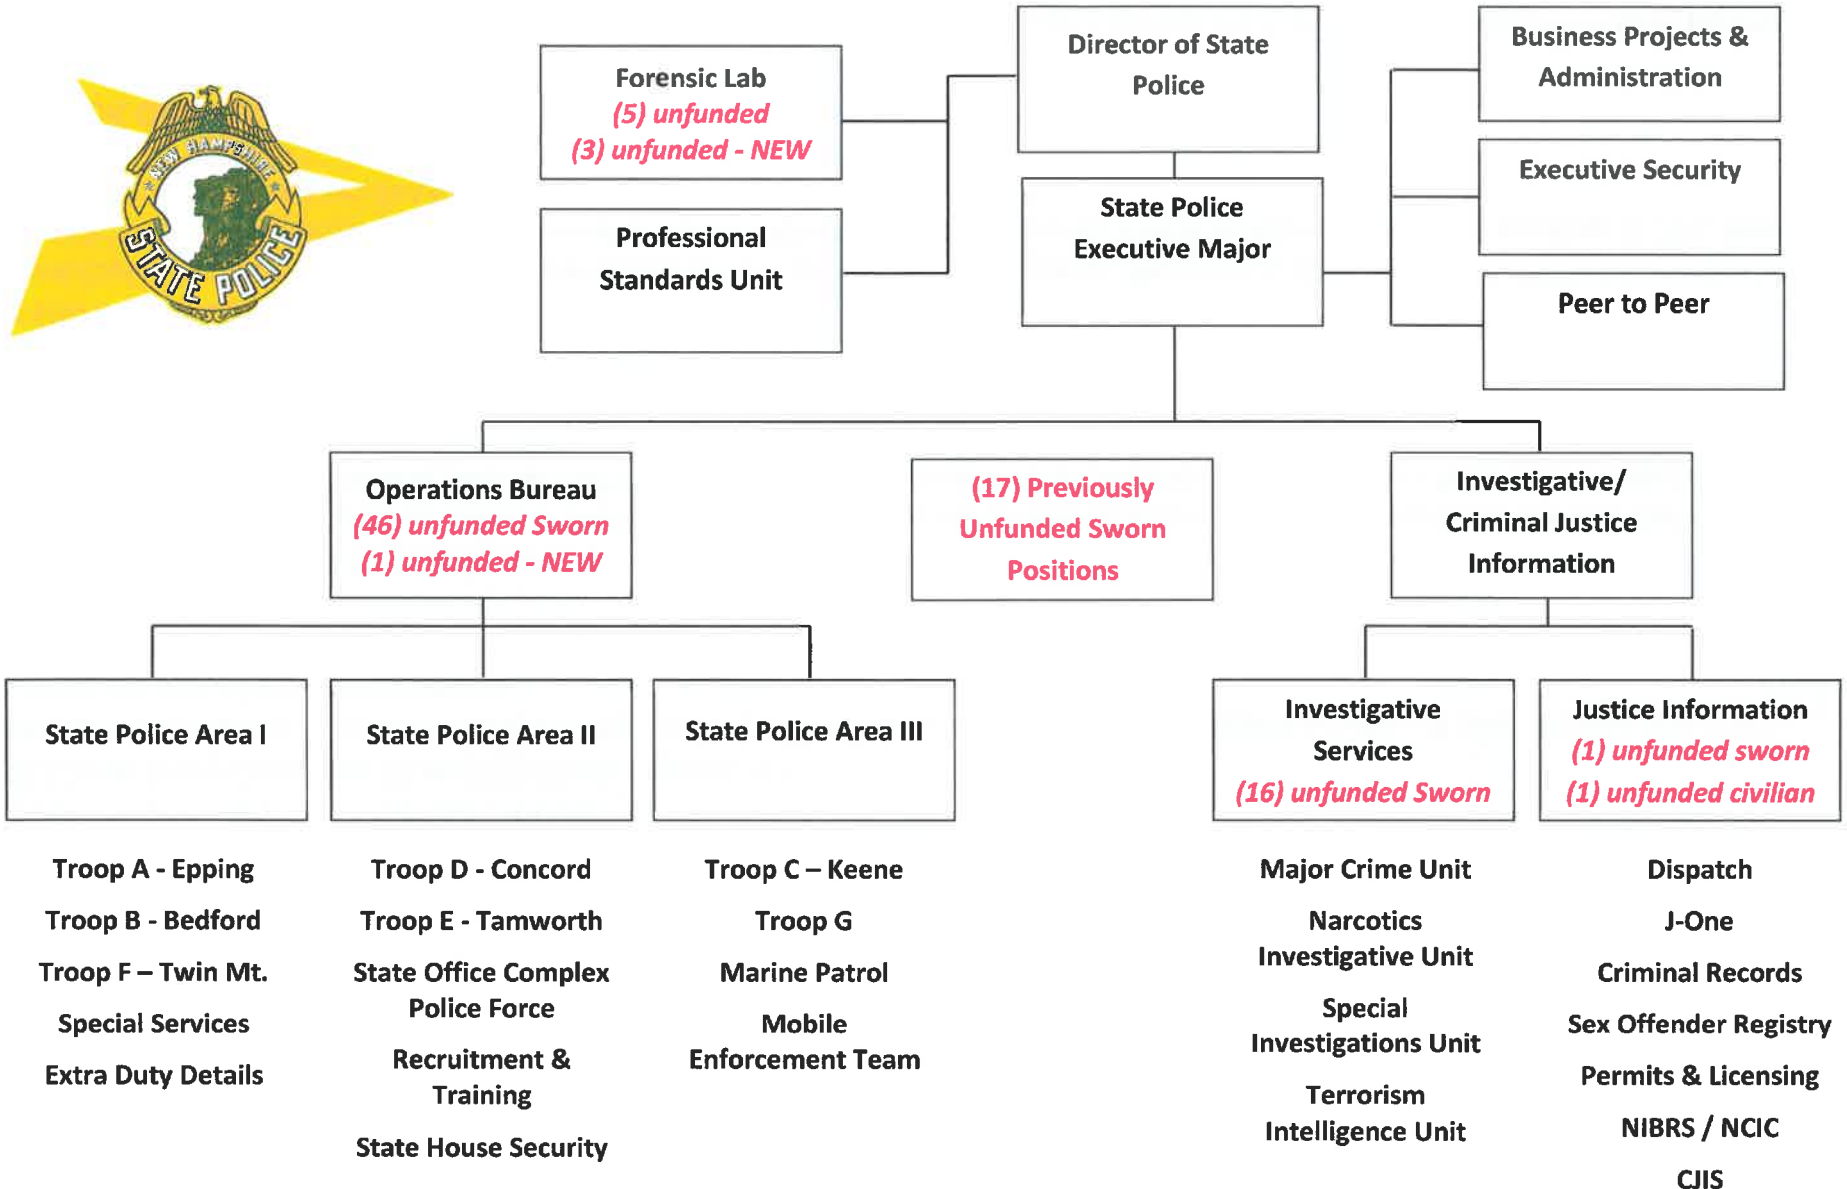 NEW HAMPSHIRE
STATE POLICE
Forensic Lab
(5) unfunded
(3) unfunded - NEW
Professional
Standards Unit
Director of State
Police
State Police
Executive Major
Business Projects &
Administration
Executive Security
Peer to Peer
Operations Bureau
(46) unfunded Sworn
(1) unfunded - NEW
(17) Previously
Unfunded Sworn
Positions
Investigative/
Criminal Justice
Information
State Police Area I
Troop A - Epping
Troop B - Bedford
Troop F – Twin Mt.
Special Services
Extra Duty Details
State Police Area II
Troop D - Concord
Troop E - Tamworth
State Office Complex
Police Force
Recruitment &
Training
State House Security
State Police Area III
Troop C – Keene
Troop G
Marine Patrol
Mobile
Enforcement Team
Investigative
Services
(16) unfunded Sworn
Major Crime Unit
Narcotics
Investigative Unit
Special
Investigations Unit
Terrorism
Intelligence Unit
Justice Information
(1) unfunded sworn
(1) unfunded civilian
Dispatch
J-One
Criminal Records
Sex Offender Registry
Permits & Licensing
NIBRS / NCIC
CJIS